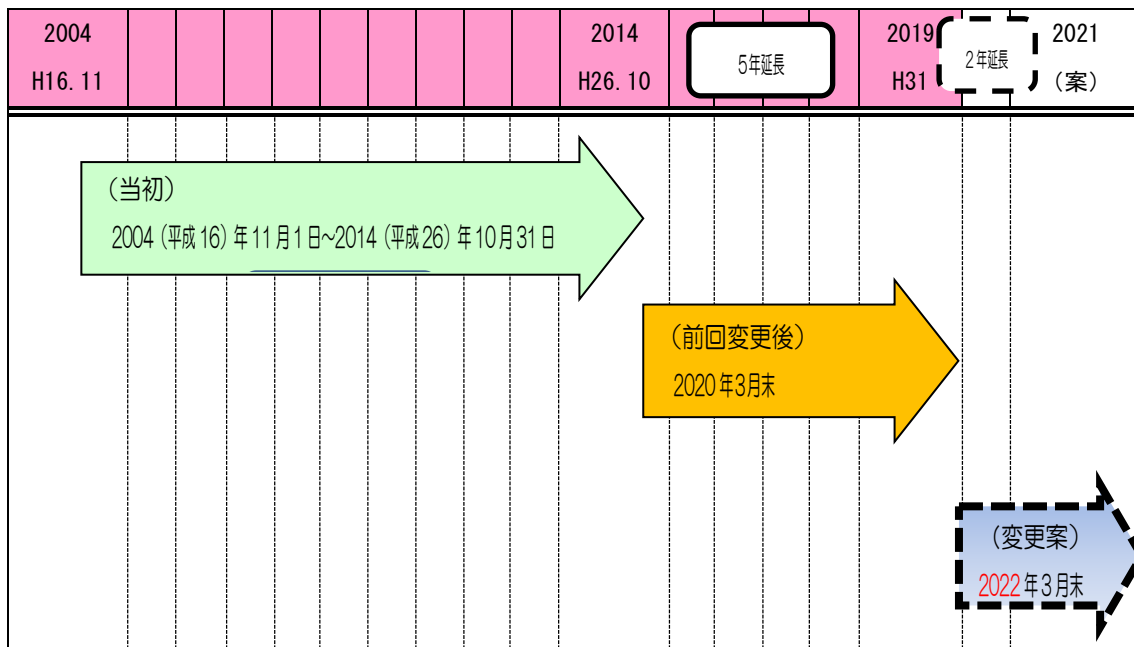 2004
H16.11
2014
H26.10
5年延長
2019
H31
2年延長
2021
（案）
（当初）
2004（平成16）年11月1日～2014（平成26）年10月31日
（前回変更後）
2020年3月末
（変更案）
2022年3月末